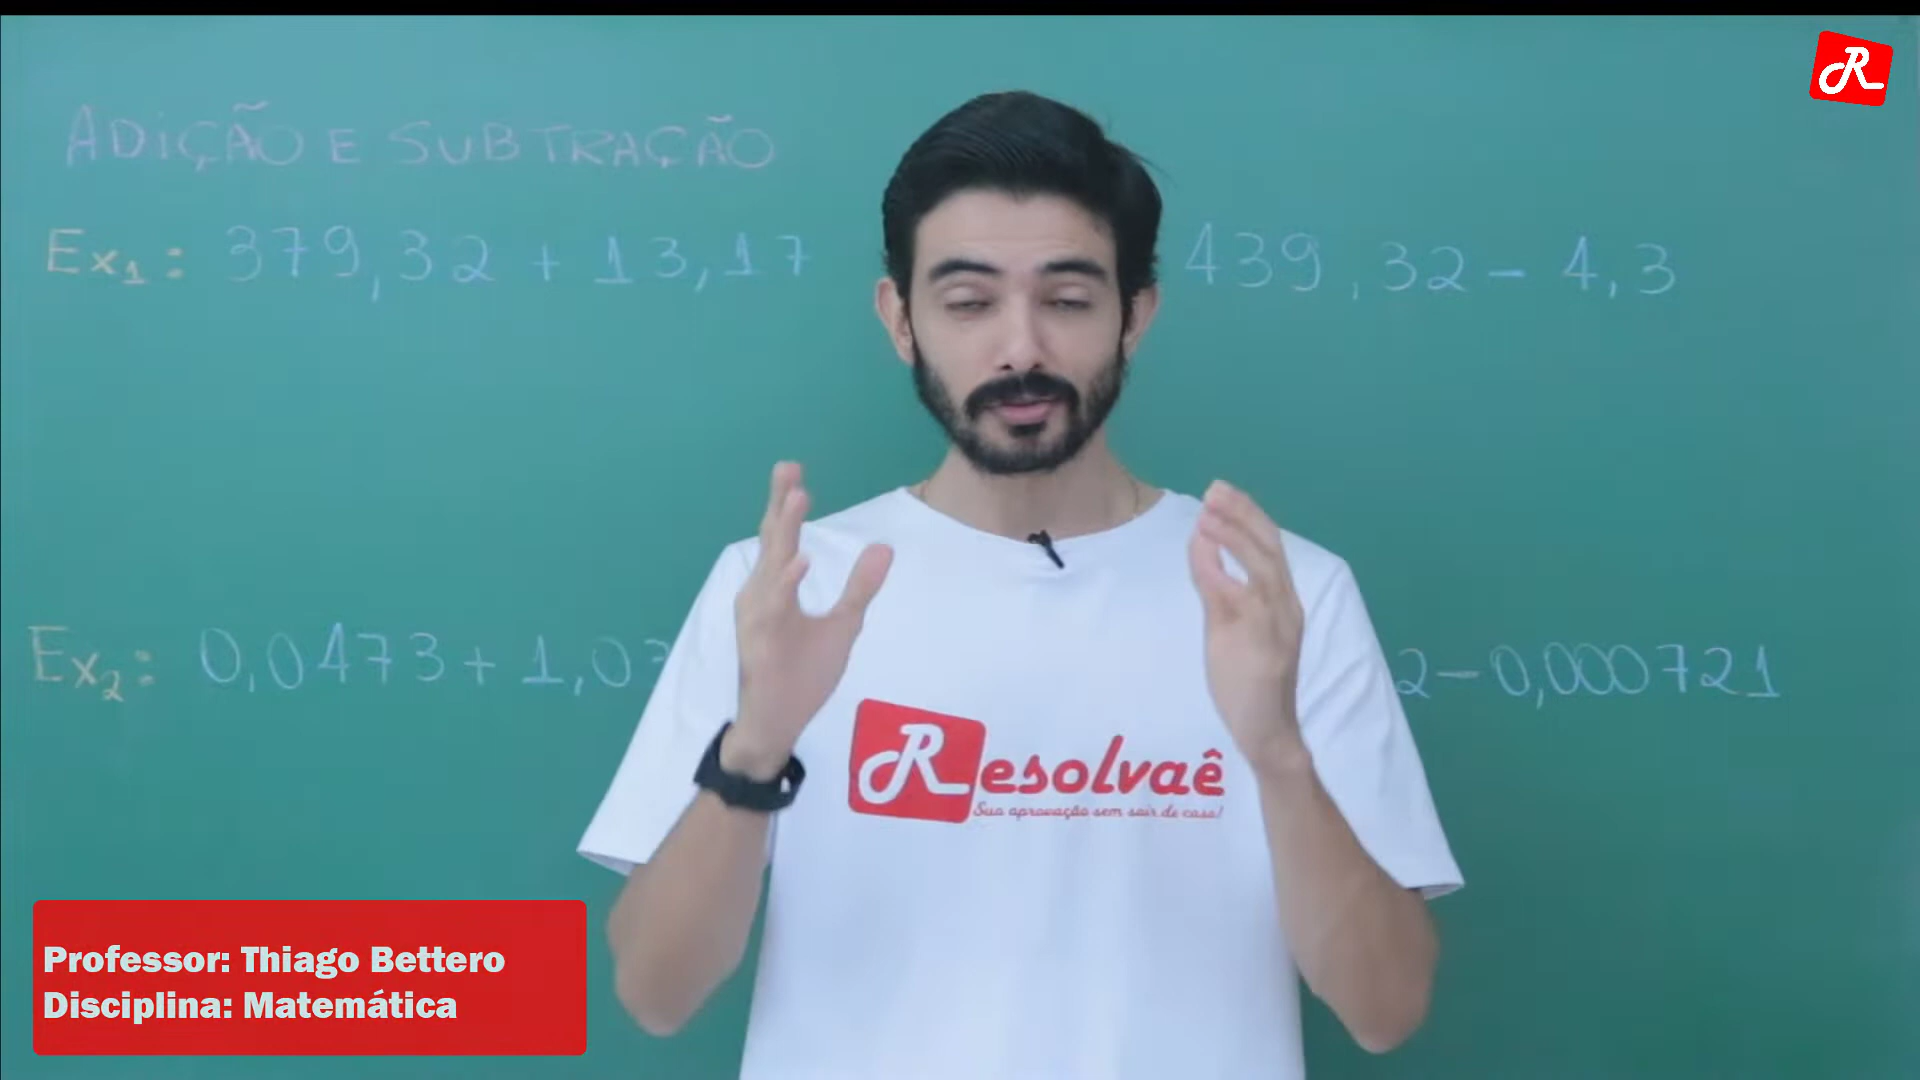 ADIÇÃO E SUBTRAÇÃO
Ex1: 379,32 + 13,17
439,32 - 4,3
Ex2: 0,0473 + 1,03
2 - 0,000721
Resolvaê
Sua aprovação sem sair de casa!
Professor: Thiago Bettero
Disciplina: Matemática
R